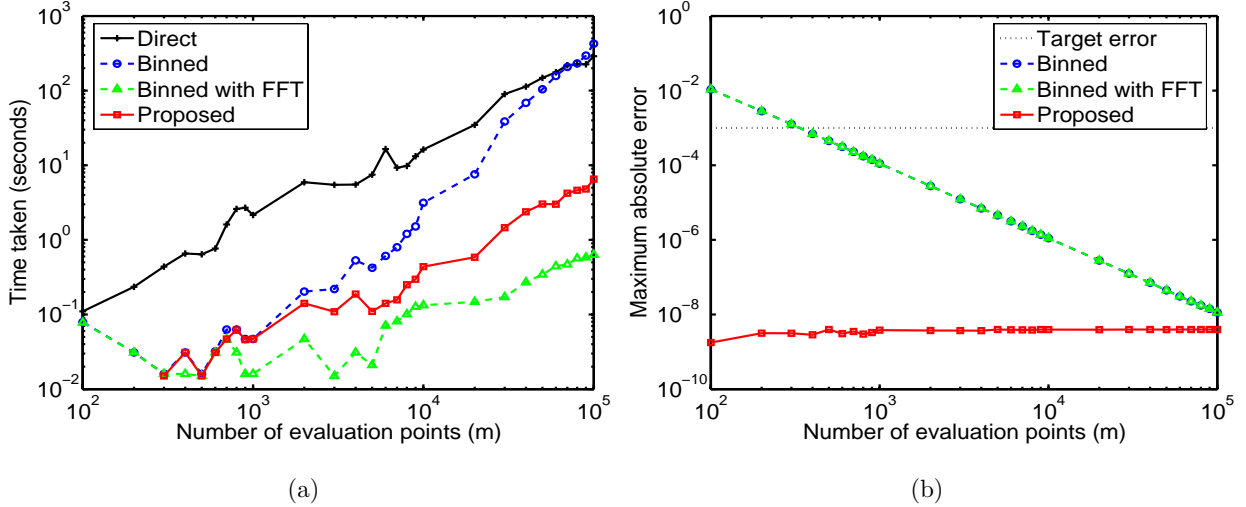 10^3
10^2
10^1
10^0
10^−1
10^−2
Time taken (seconds)
Direct
Binned
Binned with FFT
Proposed
10^2
10^3
10^4
10^5
Number of evaluation points (m)
(a)
10^0
10^−2
10^−4
10^−6
10^−8
10^−10
Maximum absolute error
Target error
Binned
Binned with FFT
Proposed
10^2
10^3
10^4
10^5
Number of evaluation points (m)
(b)